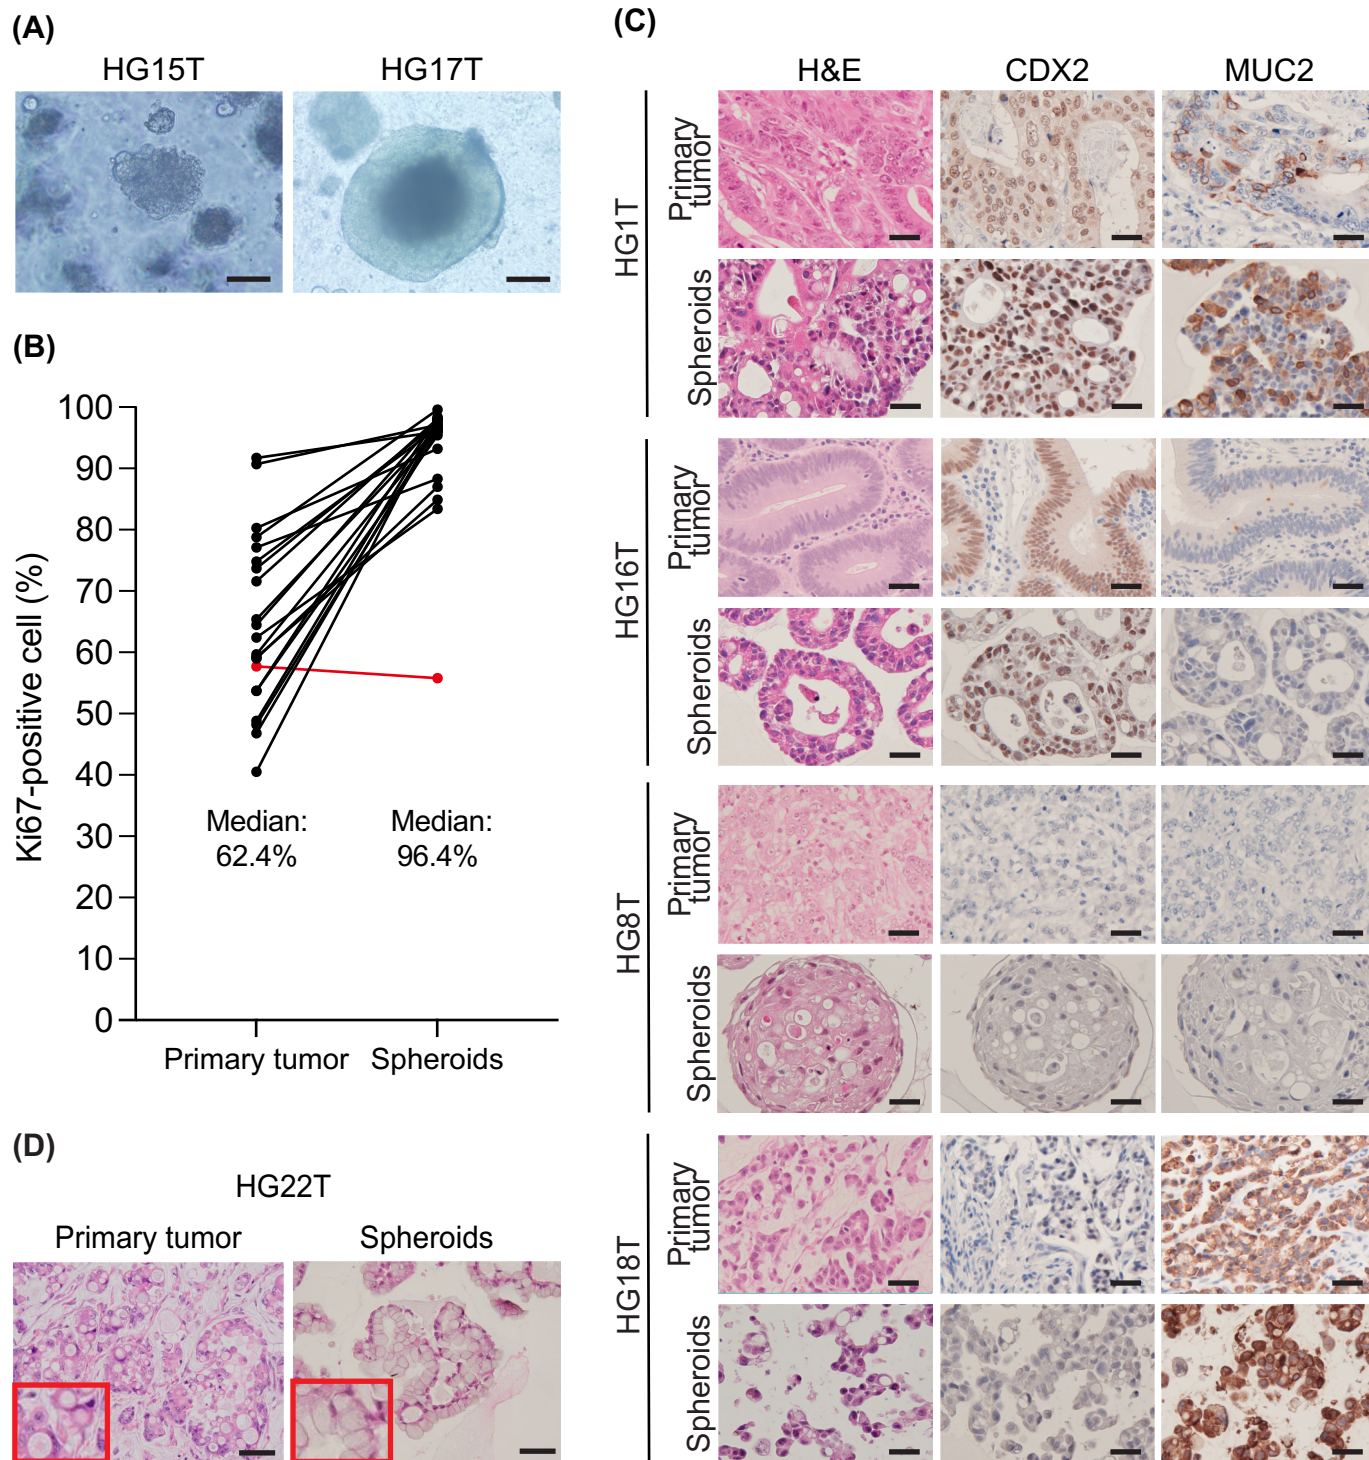 (A)
HG15T HG17T
(B)
100
90
80
70
60
50
40
30
20
10
0
Ki67-positive cell (%)
Median:
62.4%
Median:
96.4%
Primary tumor Spheroids
(C)
H&E CDX2 MUC2
HG1T
Primary
tumor
Spheroids
HG16T
Primary
tumor
Spheroids
HG8T
Primary
tumor
Spheroids
HG18T
Primary
tumor
Spheroids
(D)
HG22T
Primary tumor Spheroids